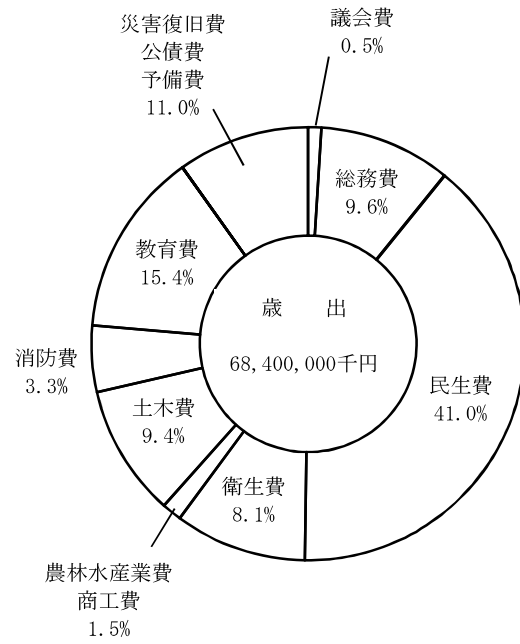 災害復旧費
公債費
予備費
11.0%
議会費
0.5%
総務費
9.6%
教育費
15.4%
歳　出
68,400,000千円
消防費
3.3%
民生費
41.0%
土木費
9.4%
衛生費
8.1%
農林水産業費
商工費
1.5%